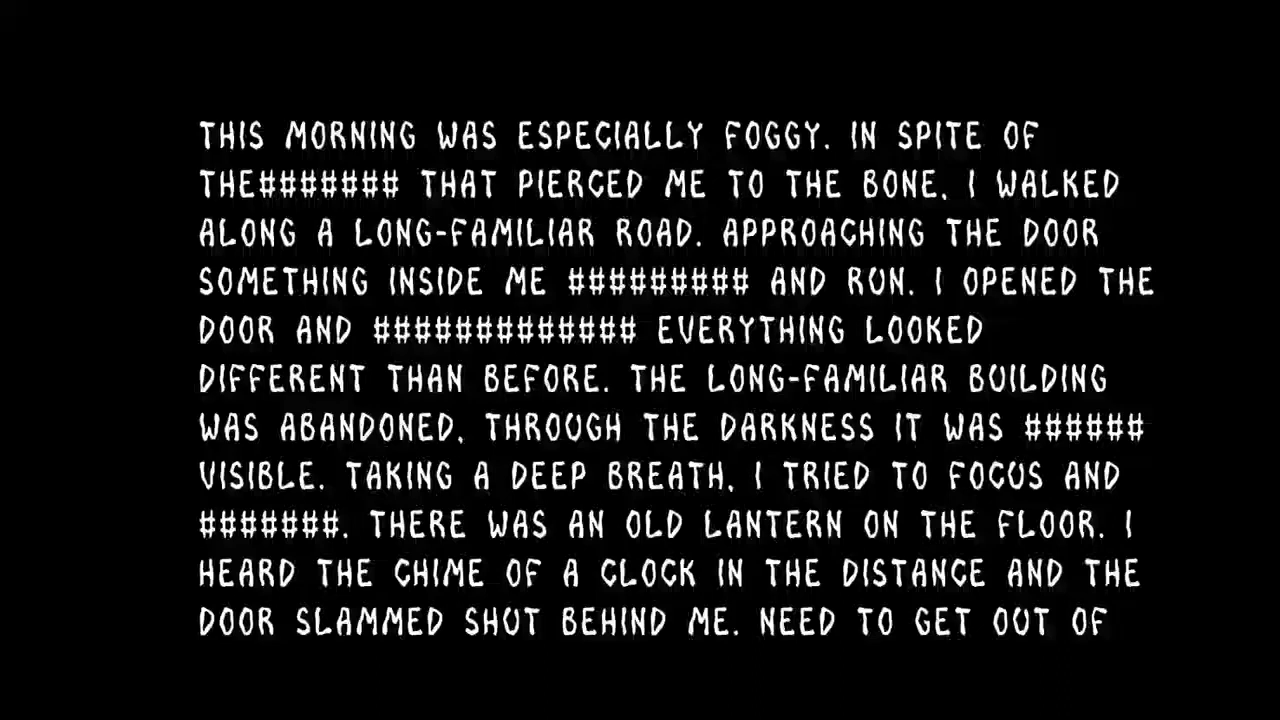 THIS MORNING WAS ESPECIALLY FOGGY. IN SPITE OF
THE####### THAT PIERCED ME TO THE BONE, I WALKED
ALONG A LONG-FAMILIAR ROAD. APPROACHING THE DOOR
SOMETHING INSIDE ME ######### AND RUN. I OPENED THE
DOOR AND ############# EVERYTHING LOOKED
DIFFERENT THAN BEFORE. THE LONG-FAMILIAR BUILDING
WAS ABANDONED, THROUGH THE DARKNESS IT WAS ######
VISIBLE. TAKING A DEEP BREATH, I TRIED TO FOCUS AND
#######. THERE WAS AN OLD LANTERN ON THE FLOOR. I
HEARD THE CHIME OF A CLOCK IN THE DISTANCE AND THE
DOOR SLAMMED SHUT BEHIND ME. NEED TO GET OUT OF